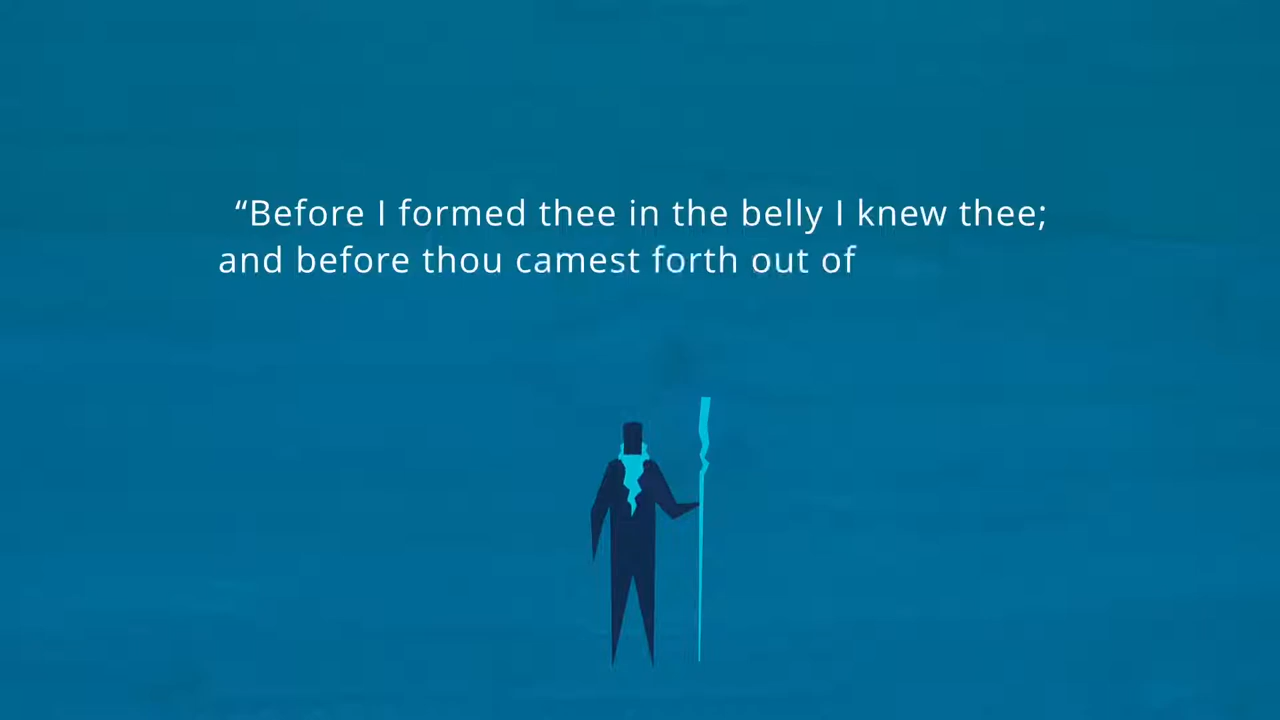 “Before I formed thee in the belly I knew thee;
and before thou camest forth out of